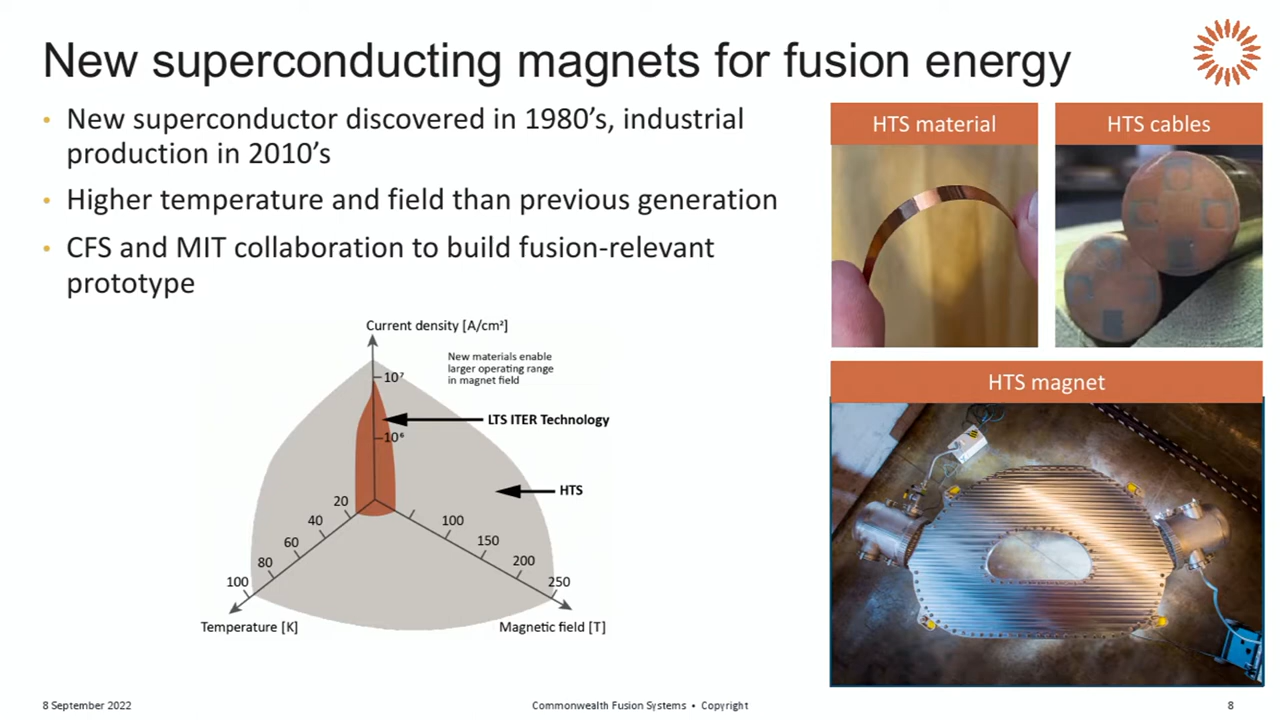 New superconducting magnets for fusion energy
• New superconductor discovered in 1980’s, industrial
production in 2010’s
• Higher temperature and field than previous generation
• CFS and MIT collaboration to build fusion-relevant
prototype
HTS material
HTS cables
HTS magnet
Current density [A/cm²]
New materials enable
larger operating range
in magnet field
10⁷
LTS ITER Technology
10⁶
HTS
20
40
60
80
100
100
150
200
250
Temperature [K]
Magnetic field [T]
8 September 2022
Commonwealth Fusion Systems • Copyright
8